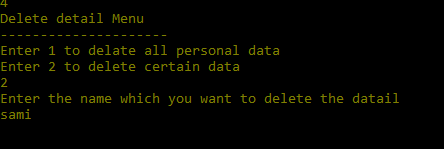 4
Delete detail Menu
---------------------
Enter 1 to delate all personal data
Enter 2 to delete certain data
2
Enter the name which you want to delete the datail
sami